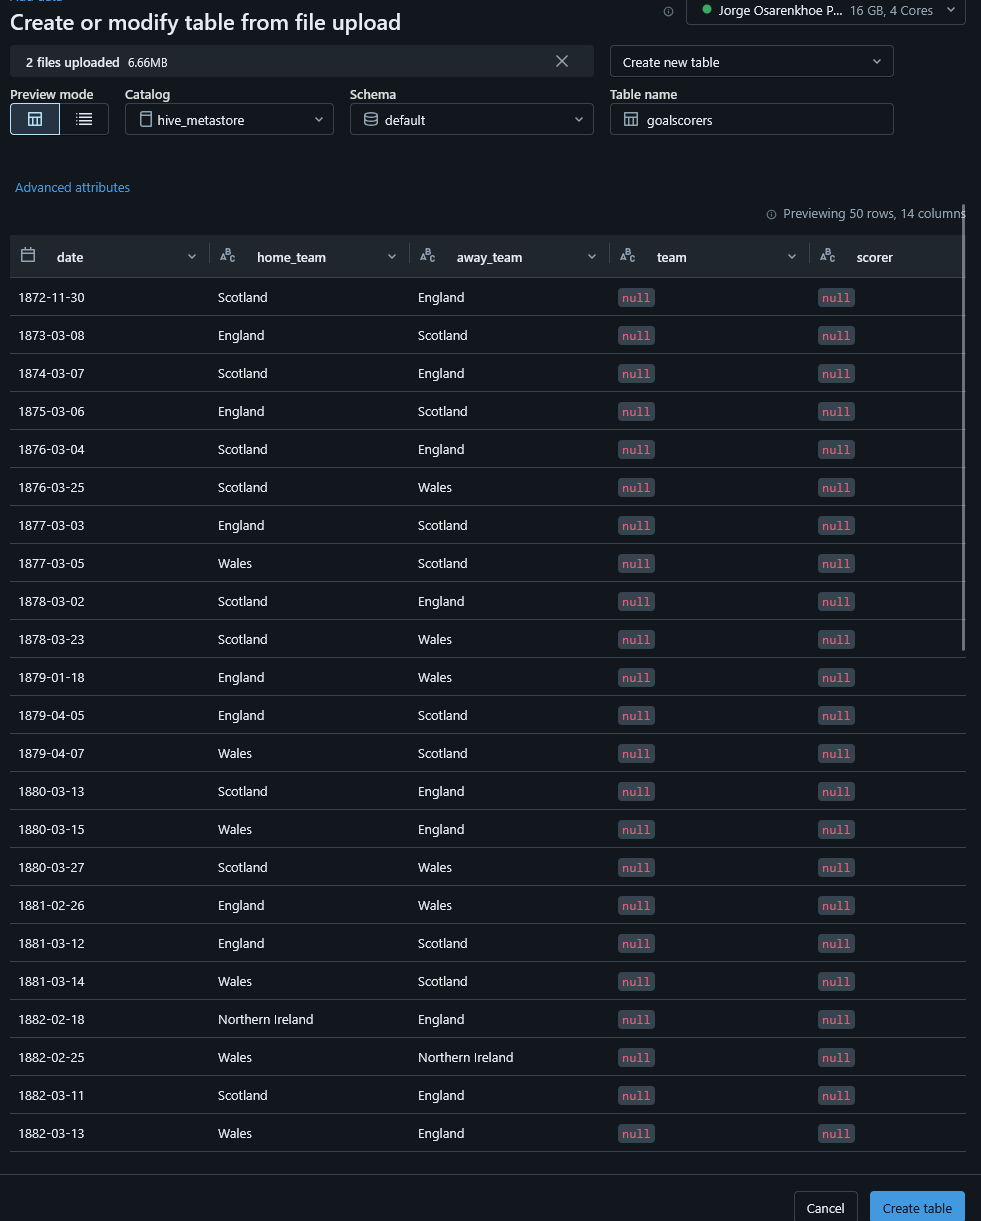 Create or modify table from file upload
Jorge Osarenkhoe P... 16 GB, 4 Cores
2 files uploaded 6.66MB
Create new table
Preview mode Catalog Schema Table name
hive_metastore default goalscorers
Advanced attributes
Previewing 50 rows, 14 columns
date home_team away_team team scorer
1872-11-30 Scotland England null null
1873-03-08 England Scotland null null
1874-03-07 Scotland England null null
1875-03-06 England Scotland null null
1876-03-04 Scotland England null null
1876-03-25 Scotland Wales null null
1877-03-03 England Scotland null null
1877-03-05 Wales Scotland null null
1878-03-02 Scotland England null null
1878-03-23 Scotland Wales null null
1879-01-18 England Wales null null
1879-04-05 England Scotland null null
1879-04-07 Wales Scotland null null
1880-03-13 Scotland England null null
1880-03-15 Wales England null null
1880-03-27 Scotland Wales null null
1881-02-26 England Wales null null
1881-03-12 England Scotland null null
1881-03-14 Wales Scotland null null
1882-02-18 Northern Ireland England null null
1882-02-25 Wales Northern Ireland null null
1882-03-11 Scotland England null null
1882-03-13 Wales England null null
Cancel Create table